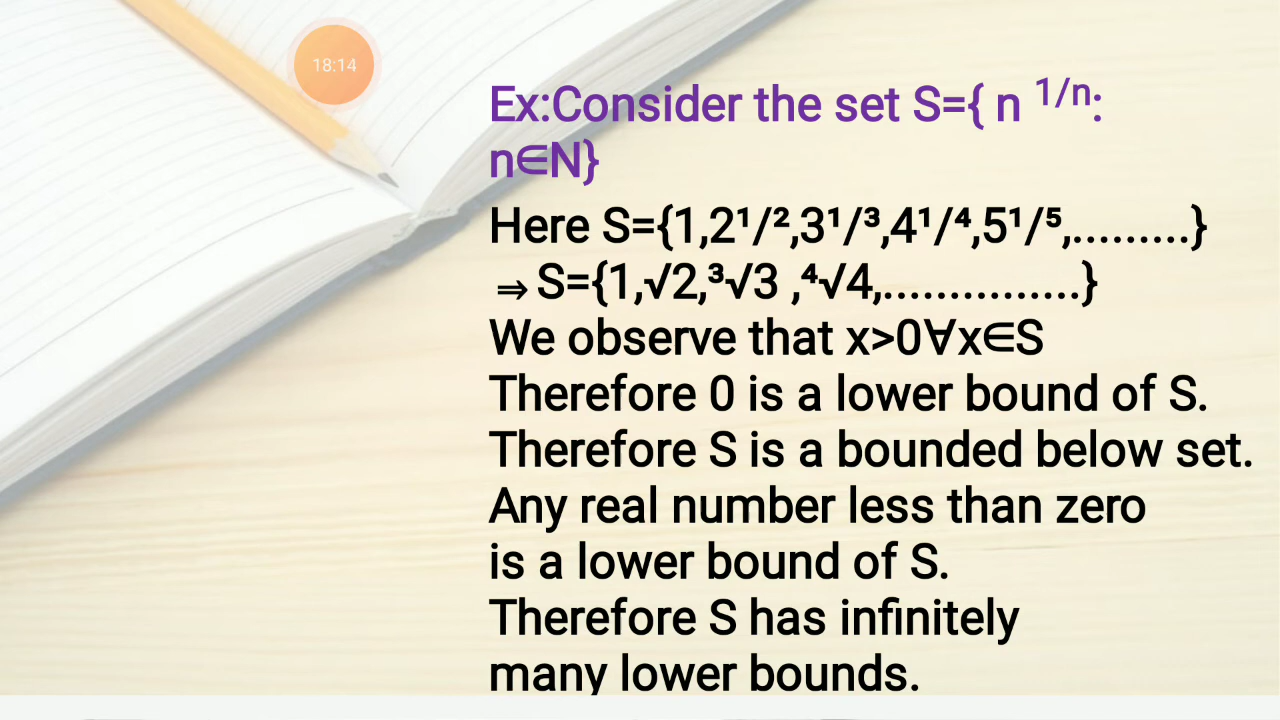 18:14
Ex:Consider the set S={ n ¹/ⁿ:
n∈N}
Here S={1,2¹/²,3¹/³,4¹/⁴,5¹/⁵,.........}
⇒S={1,√2,³√3 ,⁴√4,...............}
We observe that x>0∀x∈S
Therefore 0 is a lower bound of S.
Therefore S is a bounded below set.
Any real number less than zero
is a lower bound of S.
Therefore S has infinitely
many lower bounds.